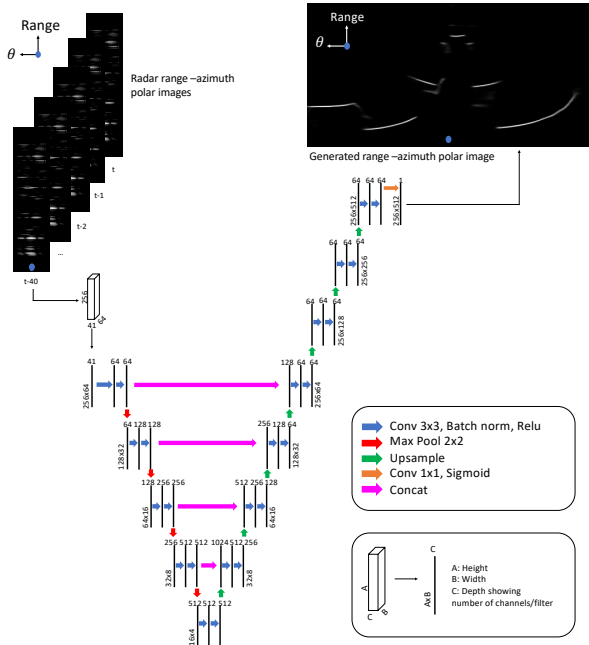 Range
θ
Radar range –azimuth
polar images
t
t-1
t-2
...
t-40
Range
θ
Generated range –azimuth polar image
256
41
64
64 64 64 1
256x512
256x512
64 64 64
256x256
64 64 64
256x128
41 64 64
256x64
128 64 64
256x64
64 128 128
128x32
256 128 64
128x32
128 256 256
64x16
512 256 128
64x16
256 512 512
32x8
1024 512 256
32x8
512 512 512
16x4
Conv 3x3, Batch norm, Relu
Max Pool 2x2
Upsample
Conv 1x1, Sigmoid
Concat
A
C
B
C
AxB
A: Height
B: Width
C: Depth showing
number of channels/filter